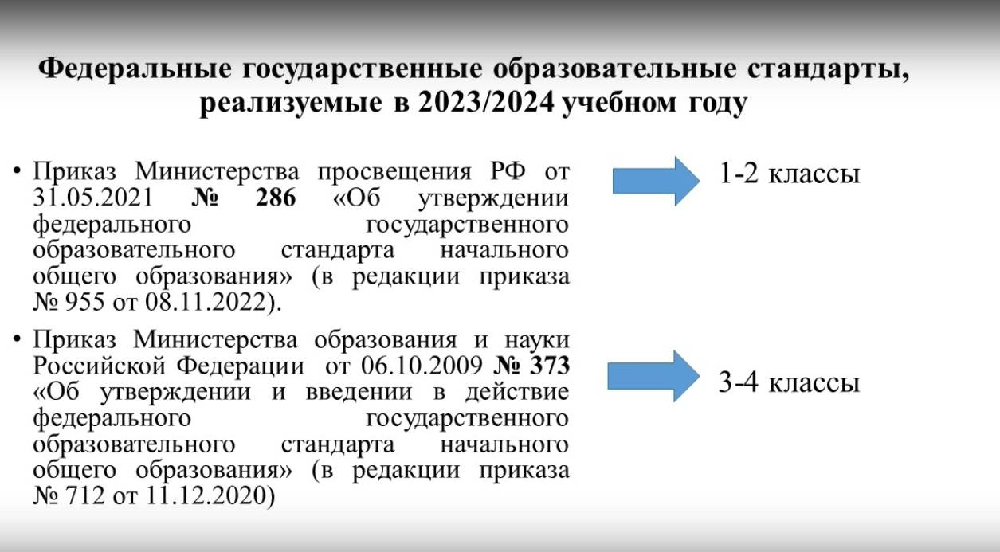 Федеральные государственные образовательные стандарты,
реализуемые в 2023/2024 учебном году
• Приказ Министерства просвещения РФ от
31.05.2021 № 286 «Об утверждении
федерального государственного
образовательного стандарта начального
общего образования» (в редакции приказа
№ 955 от 08.11.2022).
1-2 классы
• Приказ Министерства образования и науки
Российской Федерации от 06.10.2009 № 373
«Об утверждении и введении в действие
федерального государственного
образовательного стандарта начального
общего образования» (в редакции приказа
№ 712 от 11.12.2020)
3-4 классы